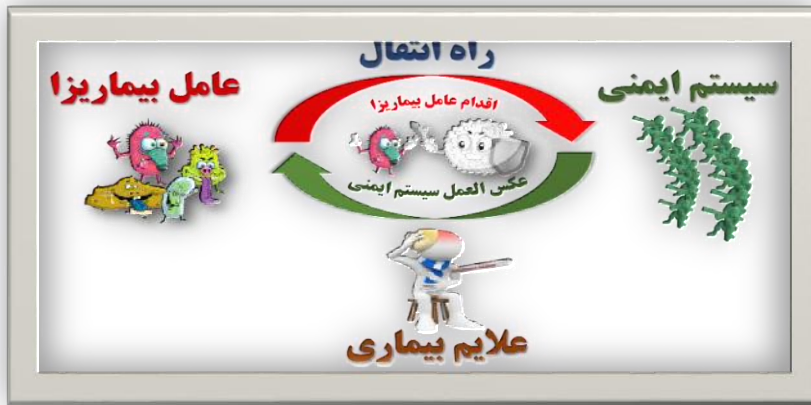 راه انتقال
عامل بیماریزا
سیستم ایمنی
اقدام عامل بیماریزا
عکس العمل سیستم ایمنی
علایم بیماری